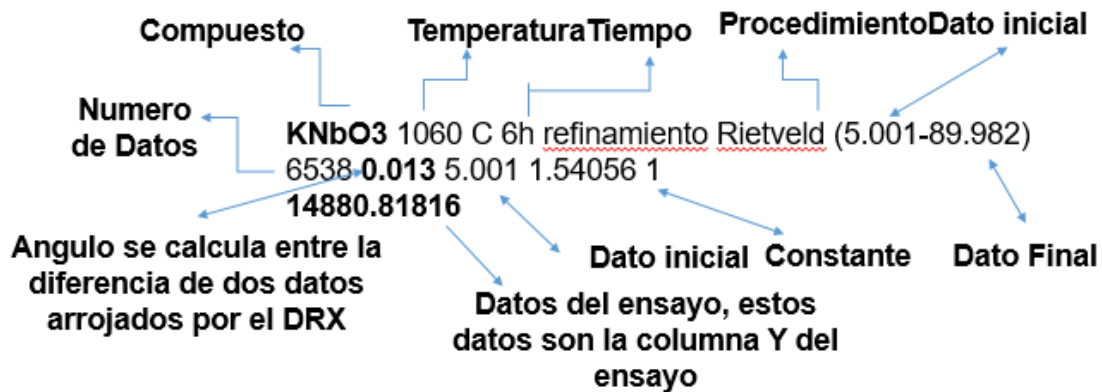 Compuesto
TemperaturaTiempo
ProcedimientoDato inicial
Numero
de Datos
KNbO3 1060 C 6h refinamiento Rietveld (5.001-89.982)
6538 0.013 5.001 1.54056 1
14880.81816
Angulo se calcula entre la
diferencia de dos datos
arrojados por el DRX
Dato inicial
Constante
Dato Final
Datos del ensayo, estos
datos son la columna Y del
ensayo